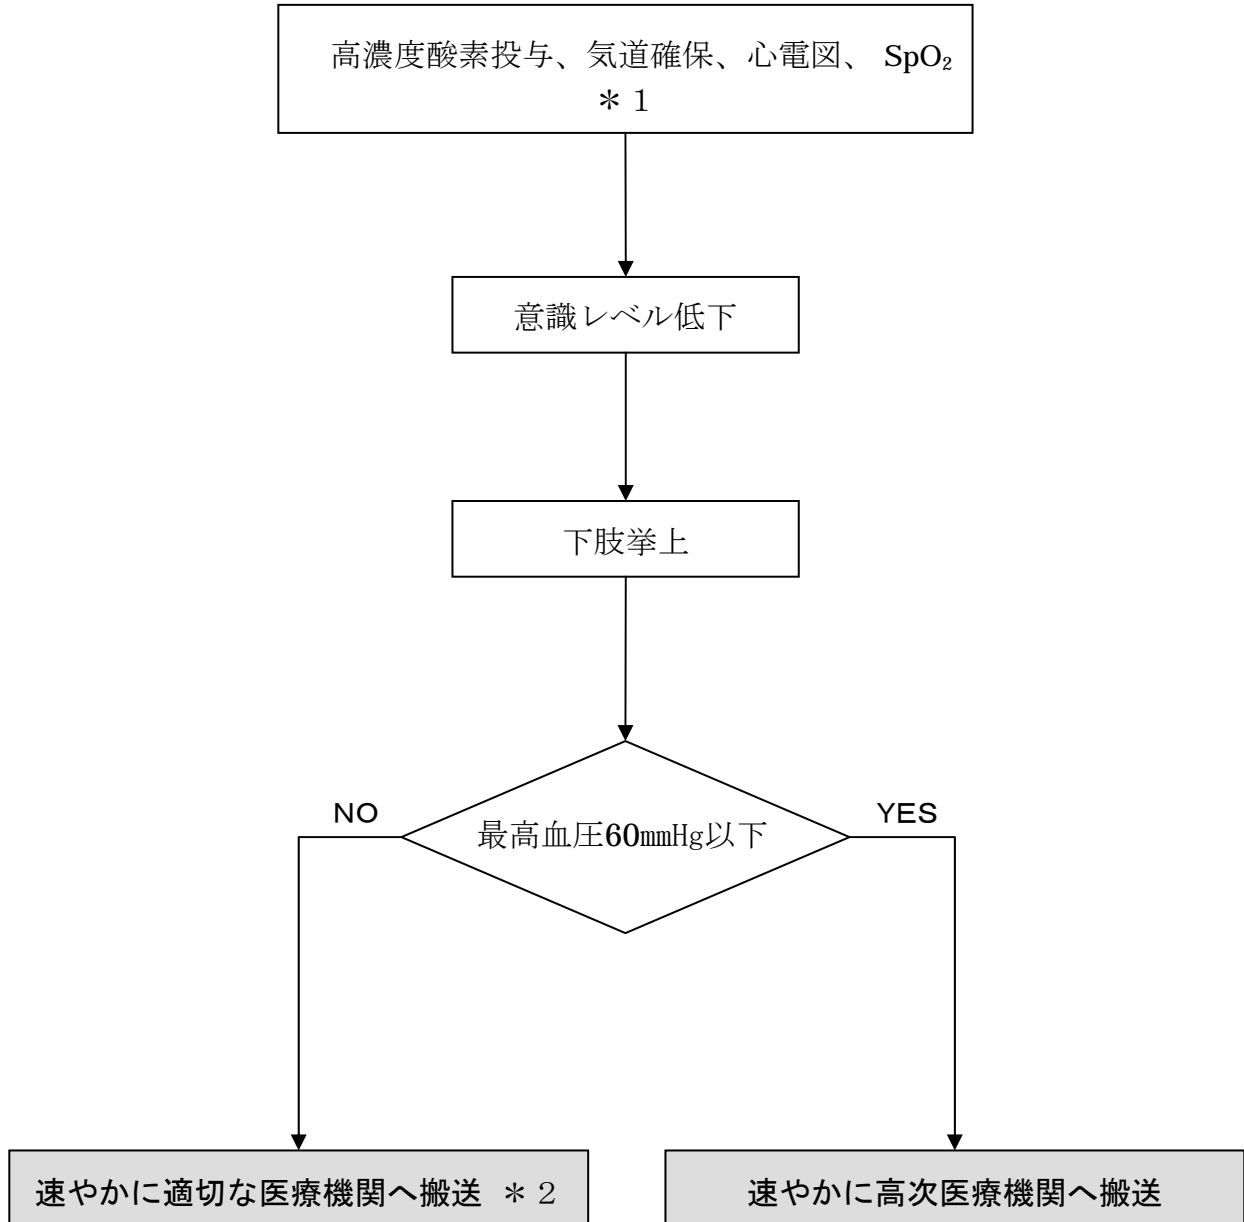 高濃度酸素投与、気道確保、心電図、 SpO₂
＊１
意識レベル低下
下肢挙上
NO
YES
最高血圧60㎜Hg以下
速やかに適切な医療機関へ搬送 ＊２
速やかに高次医療機関へ搬送